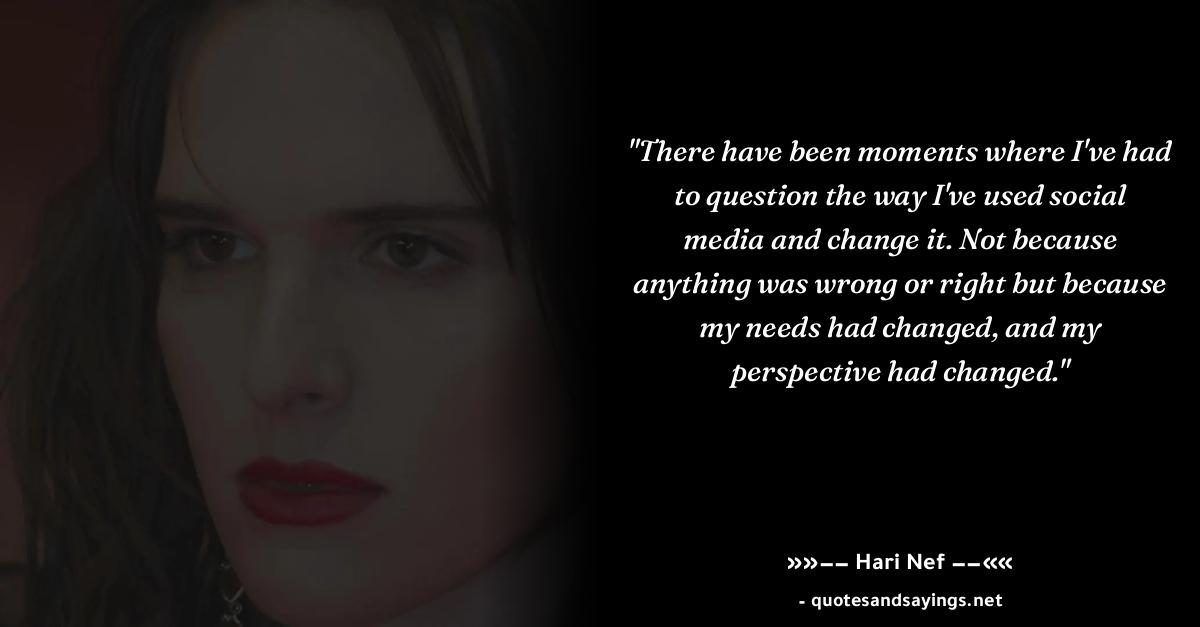 "There have been moments where I've had
to question the way I've used social
media and change it. Not because
anything was wrong or right but because
my needs had changed, and my
perspective had changed."
»»−− Hari Nef −−««
- quotesandsayings.net